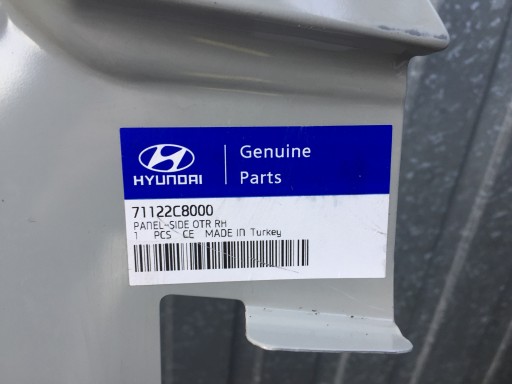 HYUNDAI
Genuine
Parts
71122C8000
PANEL-SIDE OTR RH
1 PCS CE MADE IN Turkey